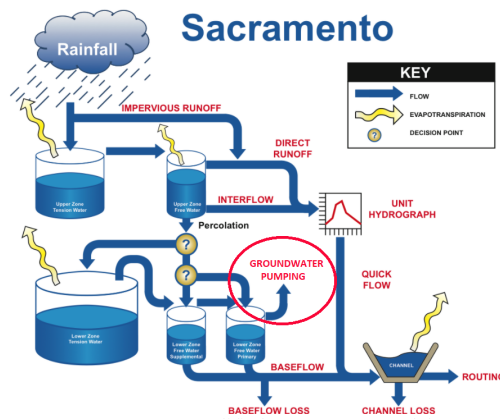 Sacramento
Rainfall
KEY
FLOW
EVAPOTRANSPIRATION
?
DECISION POINT
IMPERVIOUS RUNOFF
DIRECT
RUNOFF
Upper Zone
Tension Water
Upper Zone
Free Water
INTERFLOW
UNIT
HYDROGRAPH
Percolation
?
?
GROUNDWATER
PUMPING
QUICK
FLOW
Lower Zone
Tension Water
Lower Zone
Free Water
Supplemental
Lower Zone
Free Water
Primary
BASEFLOW
CHANNEL
ROUTING
BASEFLOW LOSS
CHANNEL LOSS